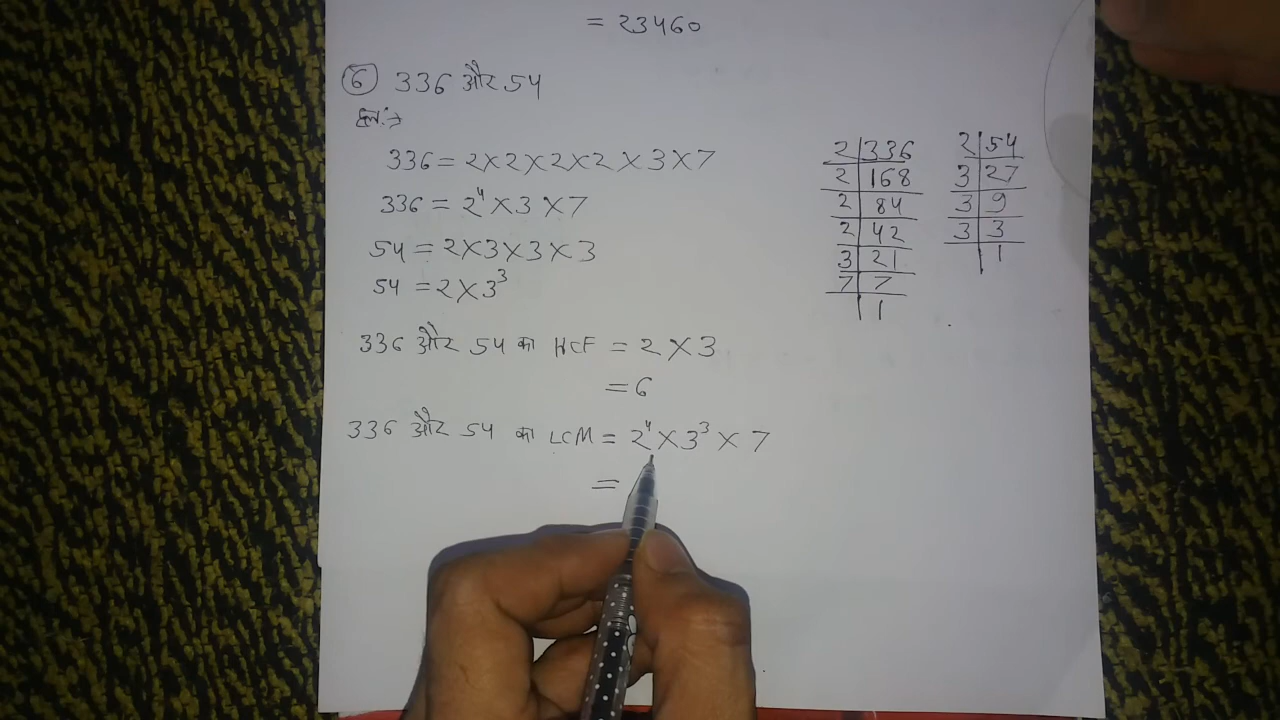 = 23460
6 336 और 54
हल:→
336 = 2×2×2×2×3×7
336 = 2⁴×3×7
54 = 2×3×3×3
54 = 2×3³
336 और 54 का HCF = 2×3
= 6
336 और 54 का LCM = 2⁴×3³×7
=
2|336
2|168
2|84
2|42
3|21
7|7
|1
2|54
3|27
3|9
3|3
|1